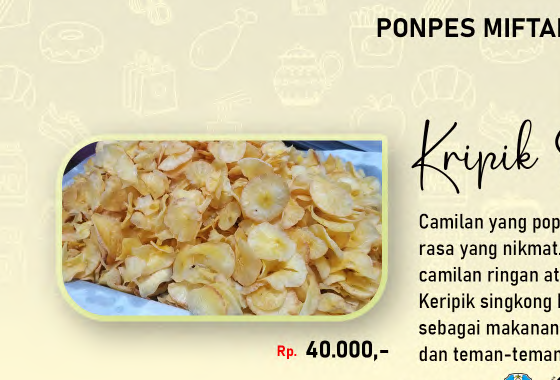 PONPES MIFTA
Kripik
Camilan yang pop
rasa yang nikmat.
camilan ringan at
Keripik singkong
sebagai makanan
dan teman-teman
Rp. 40.000,-